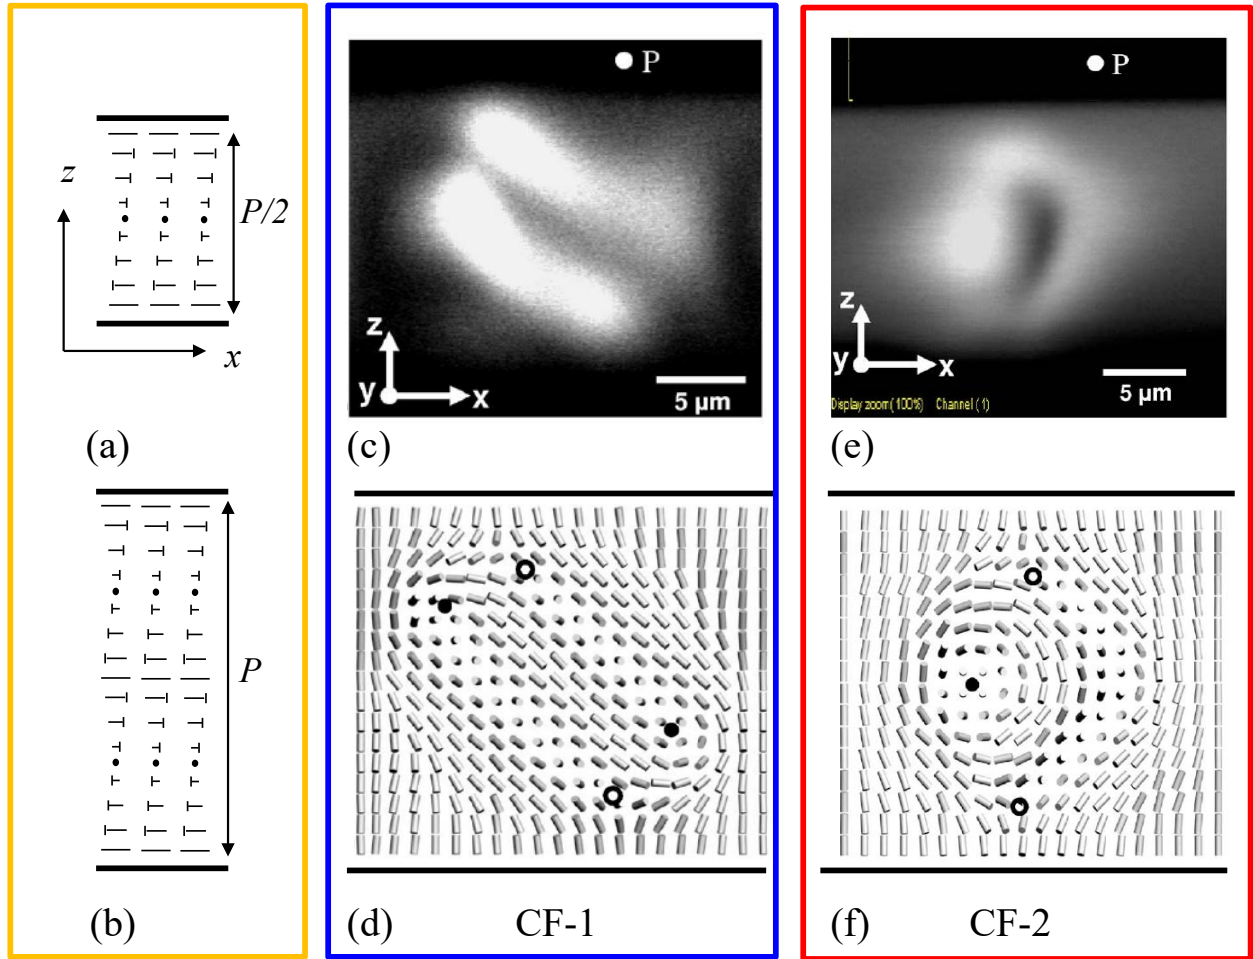 z
P/2
x
(a)
P
(b)
P
z
y
x
5 μm
(c)
(d)
CF-1
P
z
y
x
5 μm
Display zoom(100%) Channel (1)
(e)
(f)
CF-2